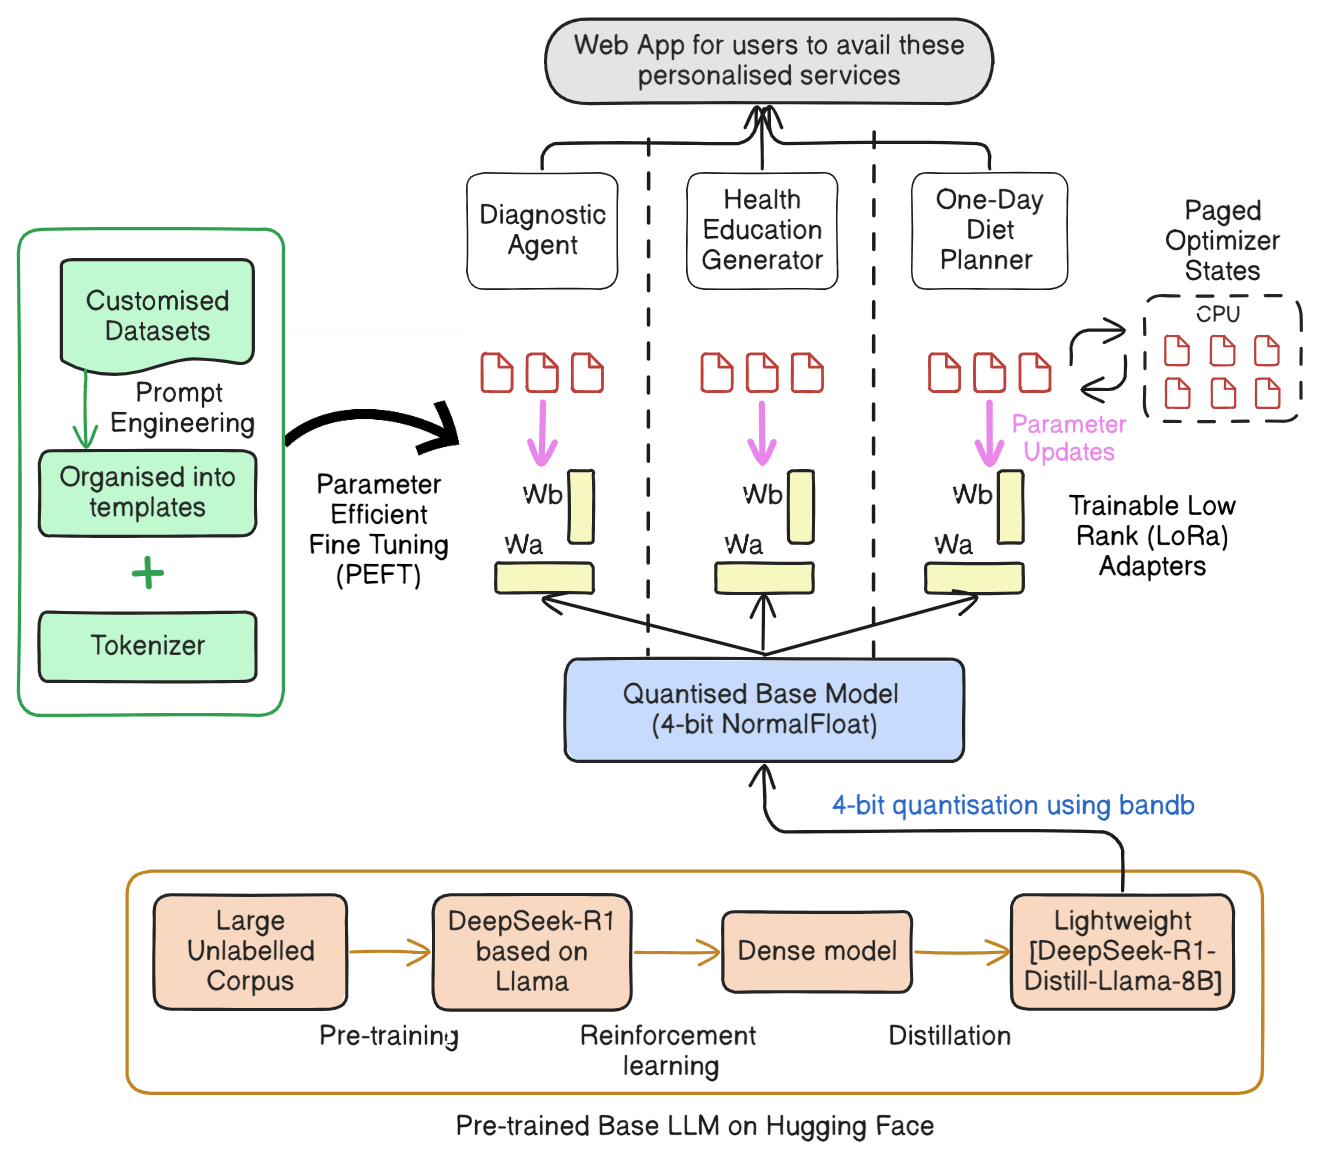 Web App for users to avail these
personalised services
Diagnostic
Agent
Health
Education
Generator
One-Day
Diet
Planner
Paged
Optimizer
States
CPU
Customised
Datasets
Prompt
Engineering
Organised into
templates
+
Tokenizer
Parameter
Efficient
Fine Tuning
(PEFT)
Parameter
Updates
Wb
Wa
Wb
Wa
Wb
Wa
Trainable Low
Rank (LoRa)
Adapters
Quantised Base Model
(4-bit NormalFloat)
4-bit quantisation using bandb
Large
Unlabelled
Corpus
DeepSeek-R1
based on
Llama
Dense model
Lightweight
[DeepSeek-R1-
Distill-Llama-8B]
Pre-training
Reinforcement
learning
Distillation
Pre-trained Base LLM on Hugging Face